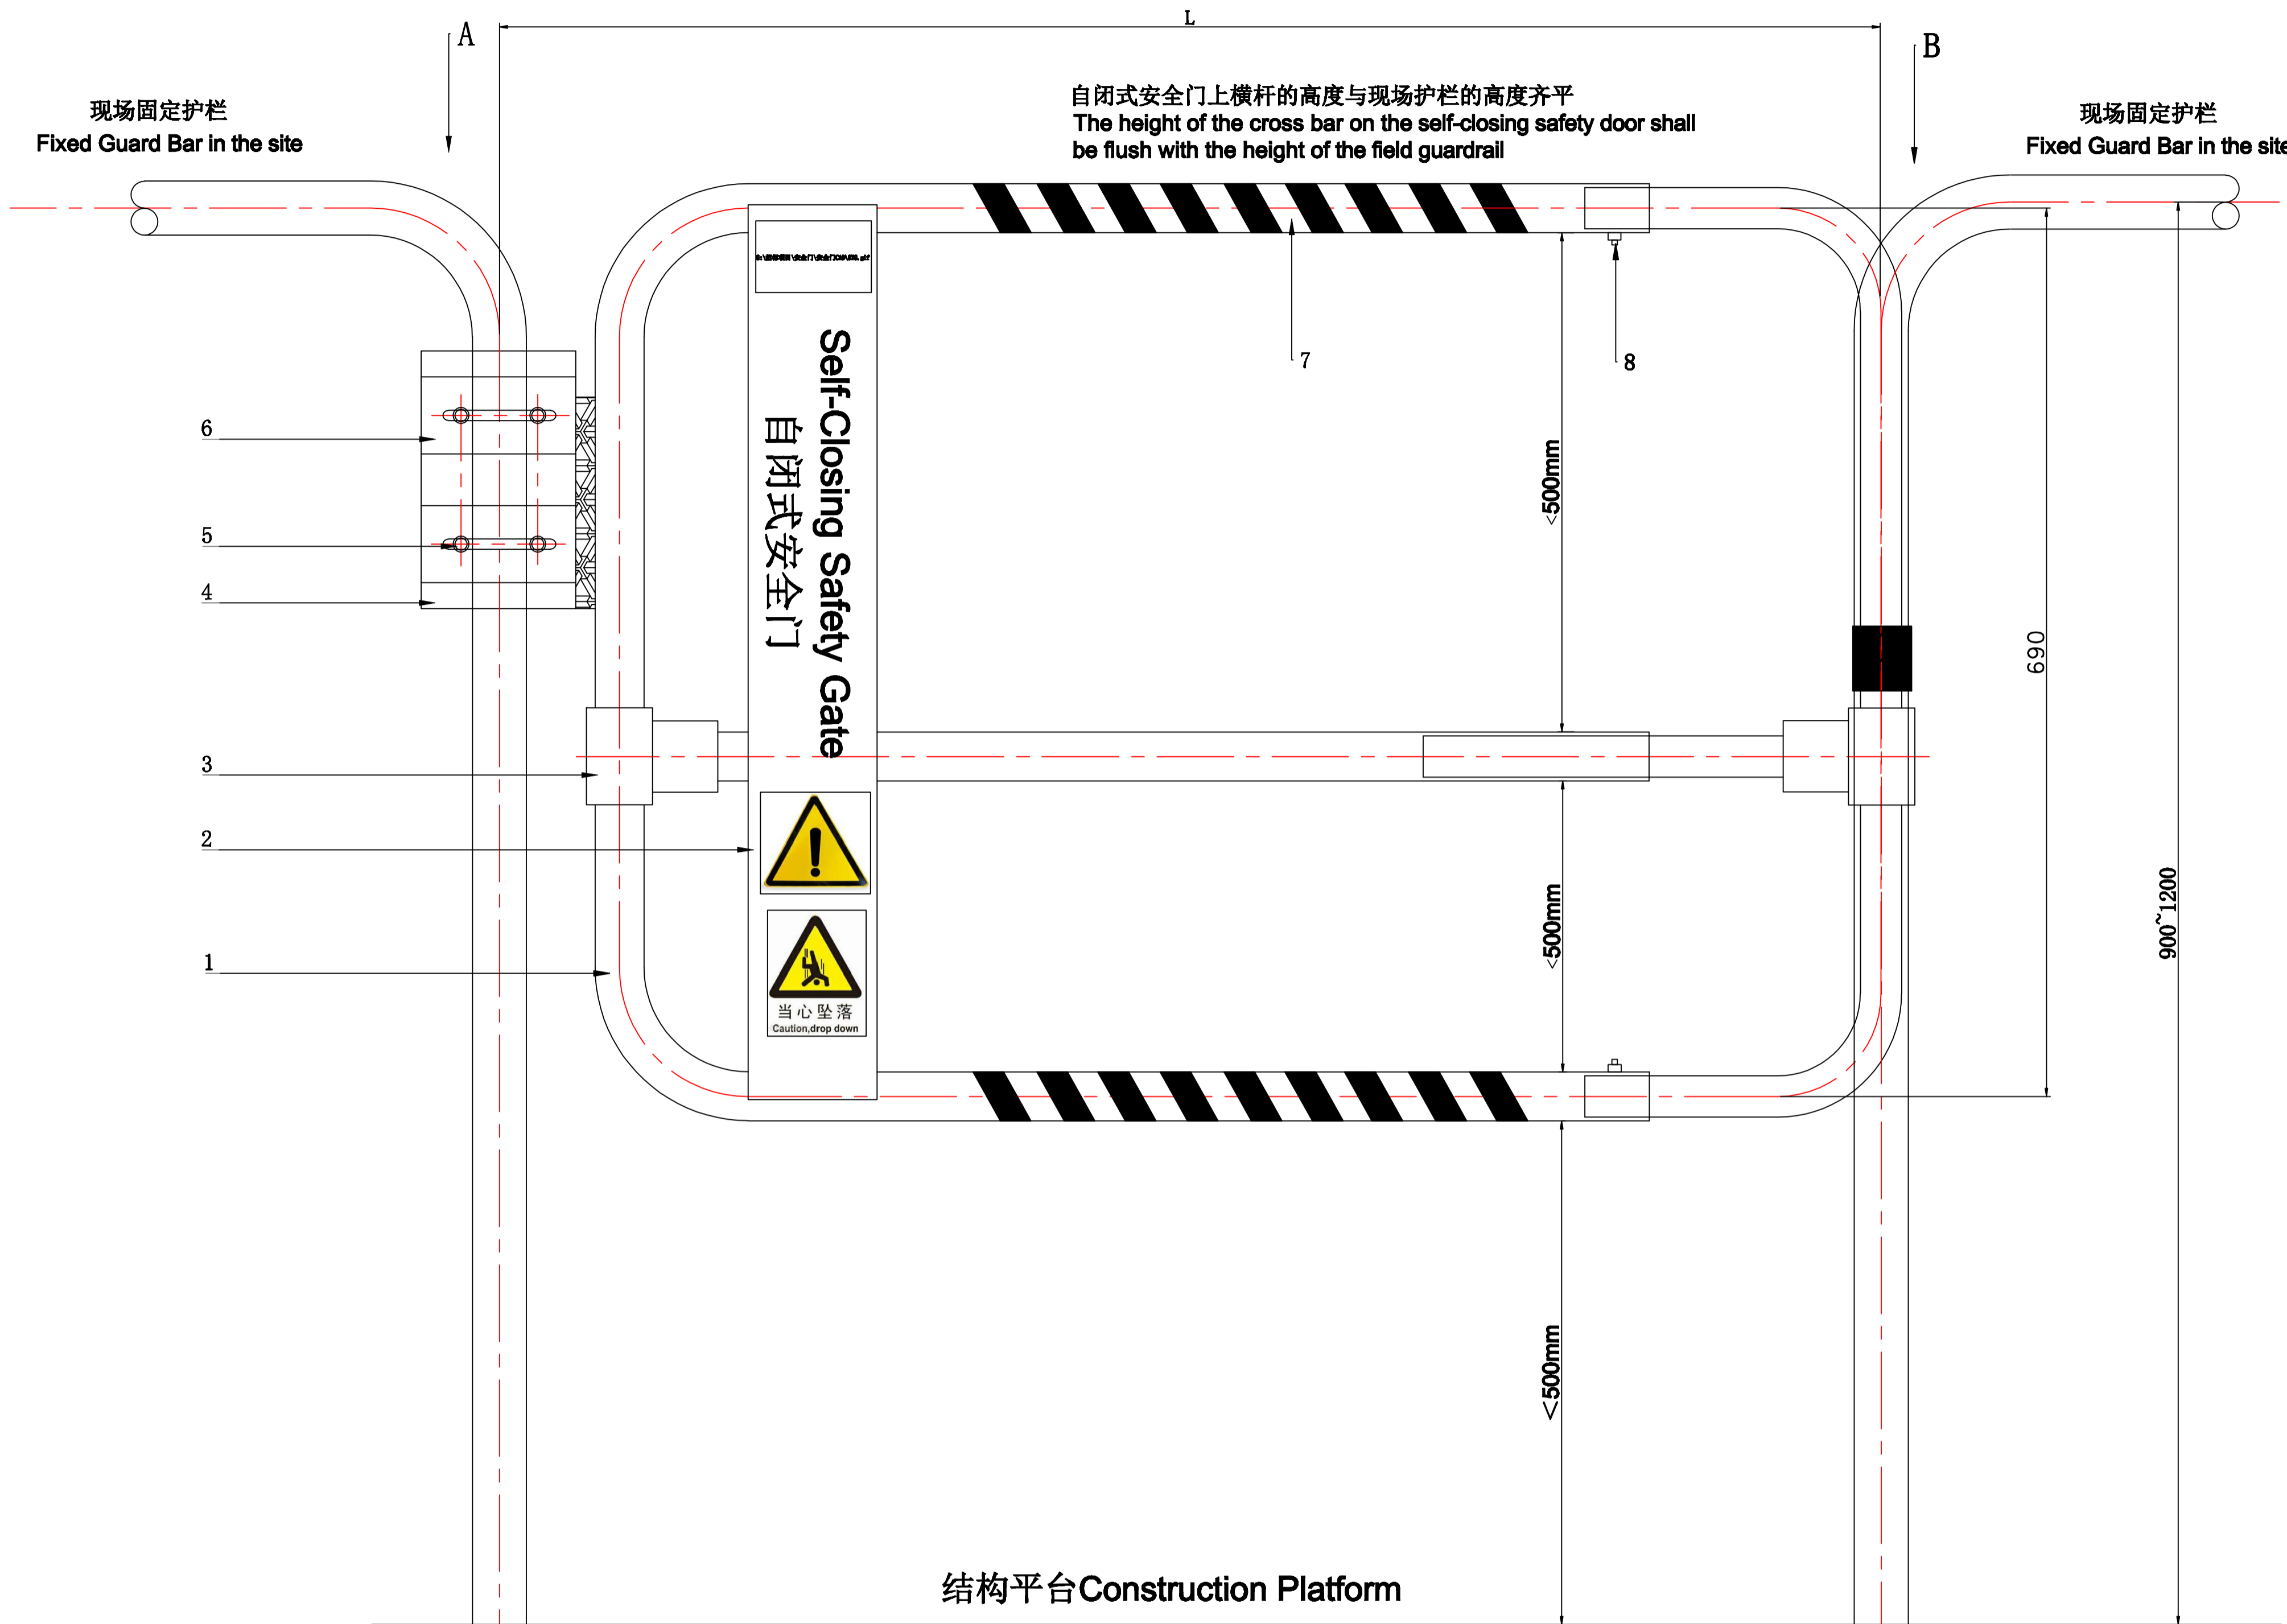 L
A
B
现场固定护栏
Fixed Guard Bar in the site
自闭式安全门上横杆的高度与现场护栏的高度齐平
The height of the cross bar on the self-closing safety door shall
be flush with the height of the field guardrail
现场固定护栏
Fixed Guard Bar in the site
7
8
6
5
4
3
2
1
Self-Closing Safety Gate
自闭式安全门
当心坠落
Caution,drop down
<500mm
<500mm
<500mm
690
900~1200
结构平台Construction Platform